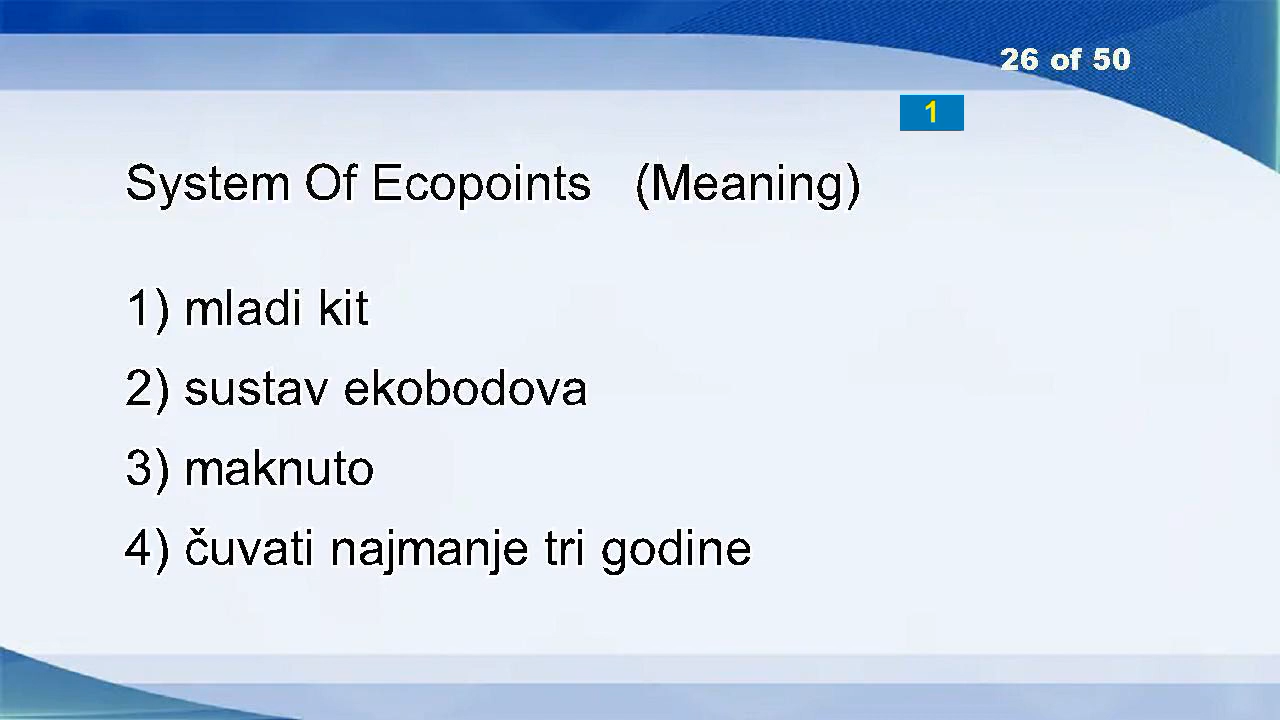 26 of 50
1
System Of Ecopoints (Meaning)
1) mladi kit
2) sustav ekobodova
3) maknuto
4) čuvati najmanje tri godine